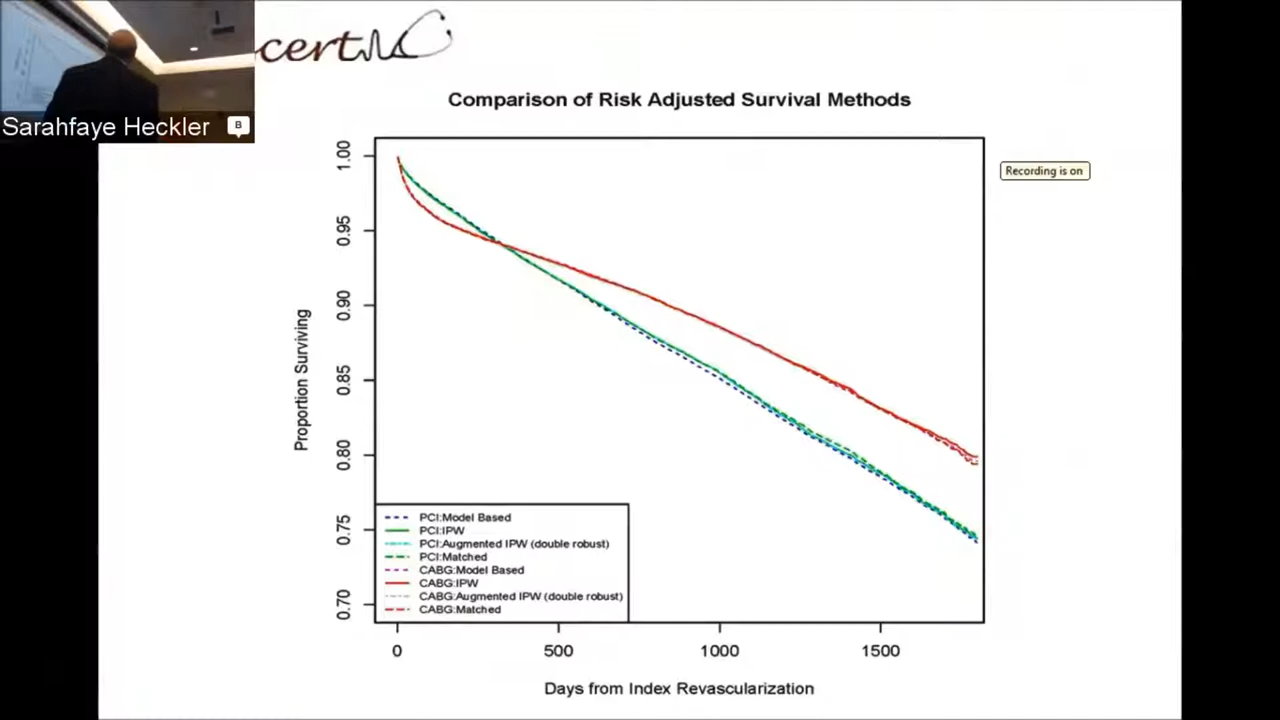 Sarahfaye Heckler B
cert
Comparison of Risk Adjusted Survival Methods
Recording is on
Proportion Surviving
1.00
0.95
0.90
0.85
0.80
0.75
0.70
PCI:Model Based
PCI:IPW
PCI:Augmented IPW (double robust)
PCI:Matched
CABG:Model Based
CABG:IPW
CABG:Augmented IPW (double robust)
CABG:Matched
0 500 1000 1500
Days from Index Revascularization